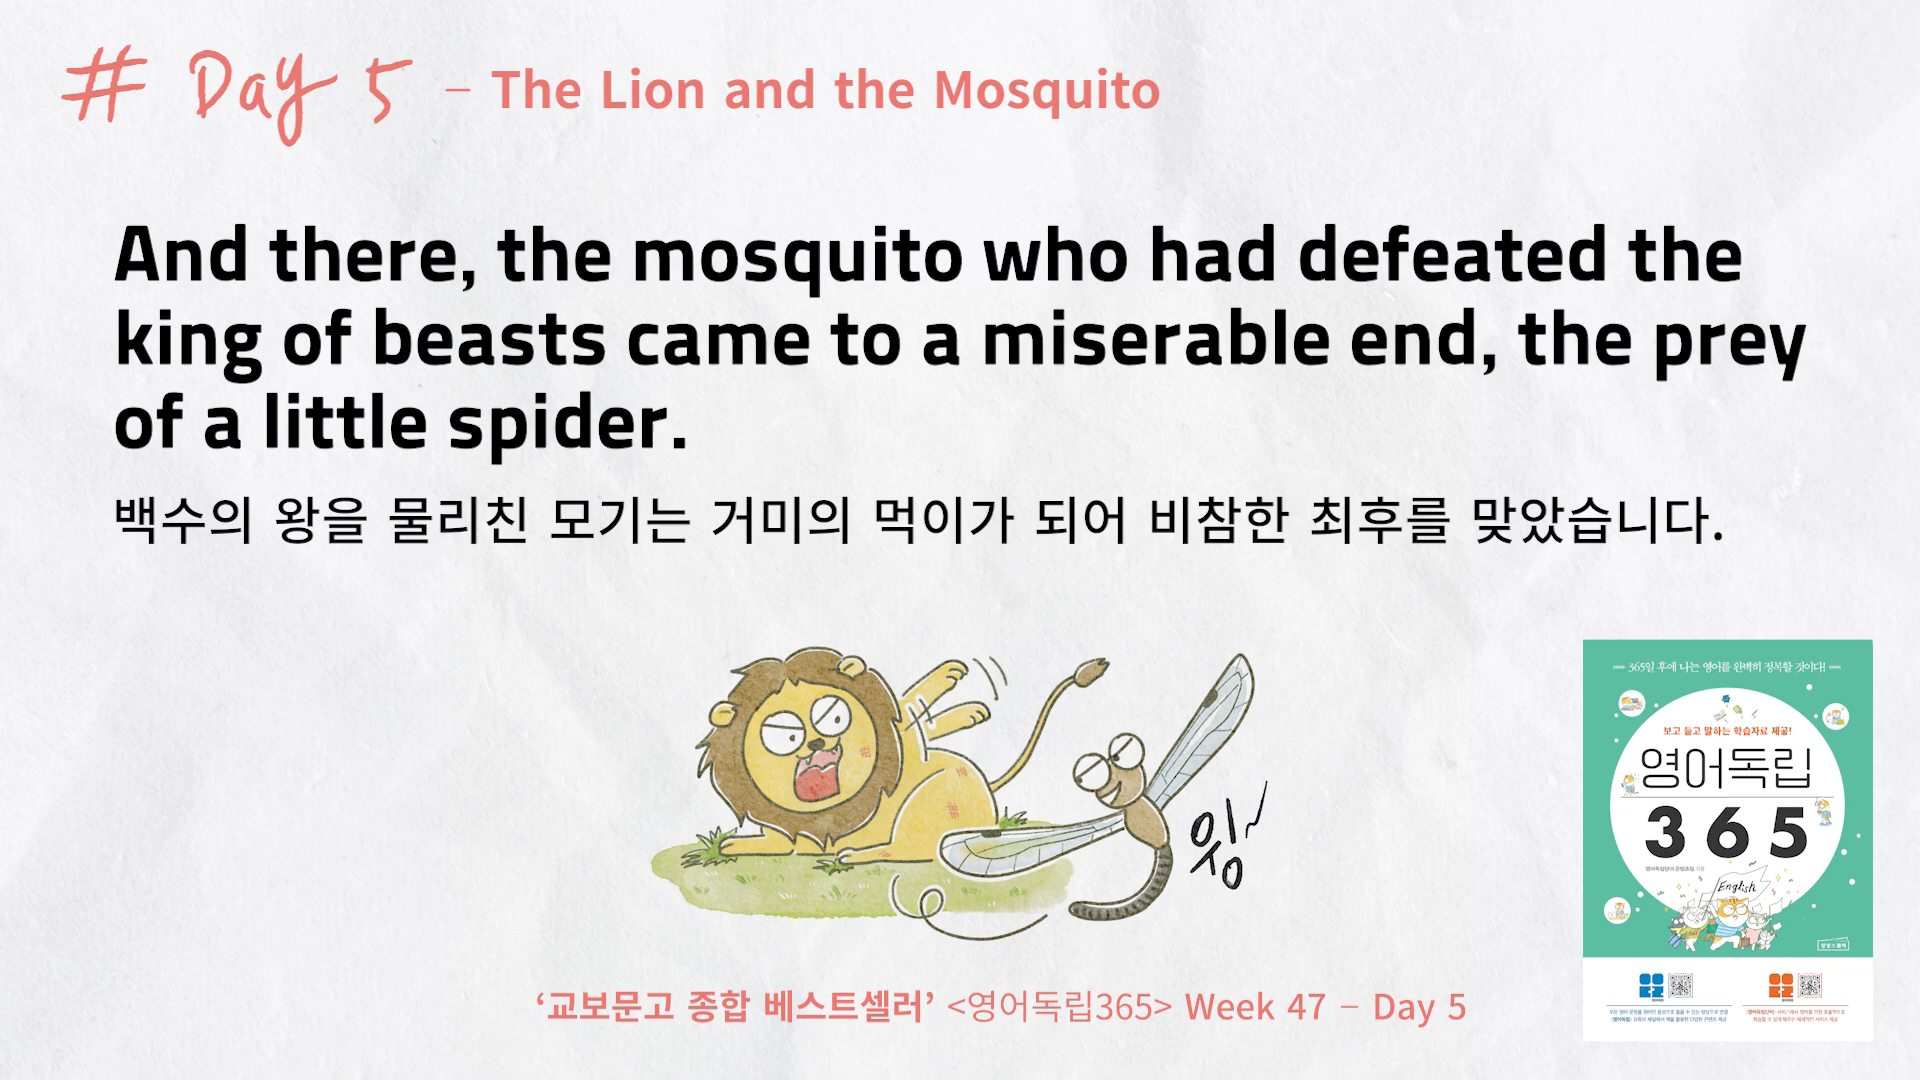 # Day 5 – The Lion and the Mosquito
And there, the mosquito who had defeated the
king of beasts came to a miserable end, the prey
of a little spider.
백수의 왕을 물리친 모기는 거미의 먹이가 되어 비참한 최후를 맞았습니다.
윙~
365일 후에 나는 영어를 완벽히 정복할 것이다!
보고 듣고 말하는 학습자료 제공!
영어독립
365
English
‘교보문고 종합 베스트셀러’ <영어독립365> Week 47 – Day 5